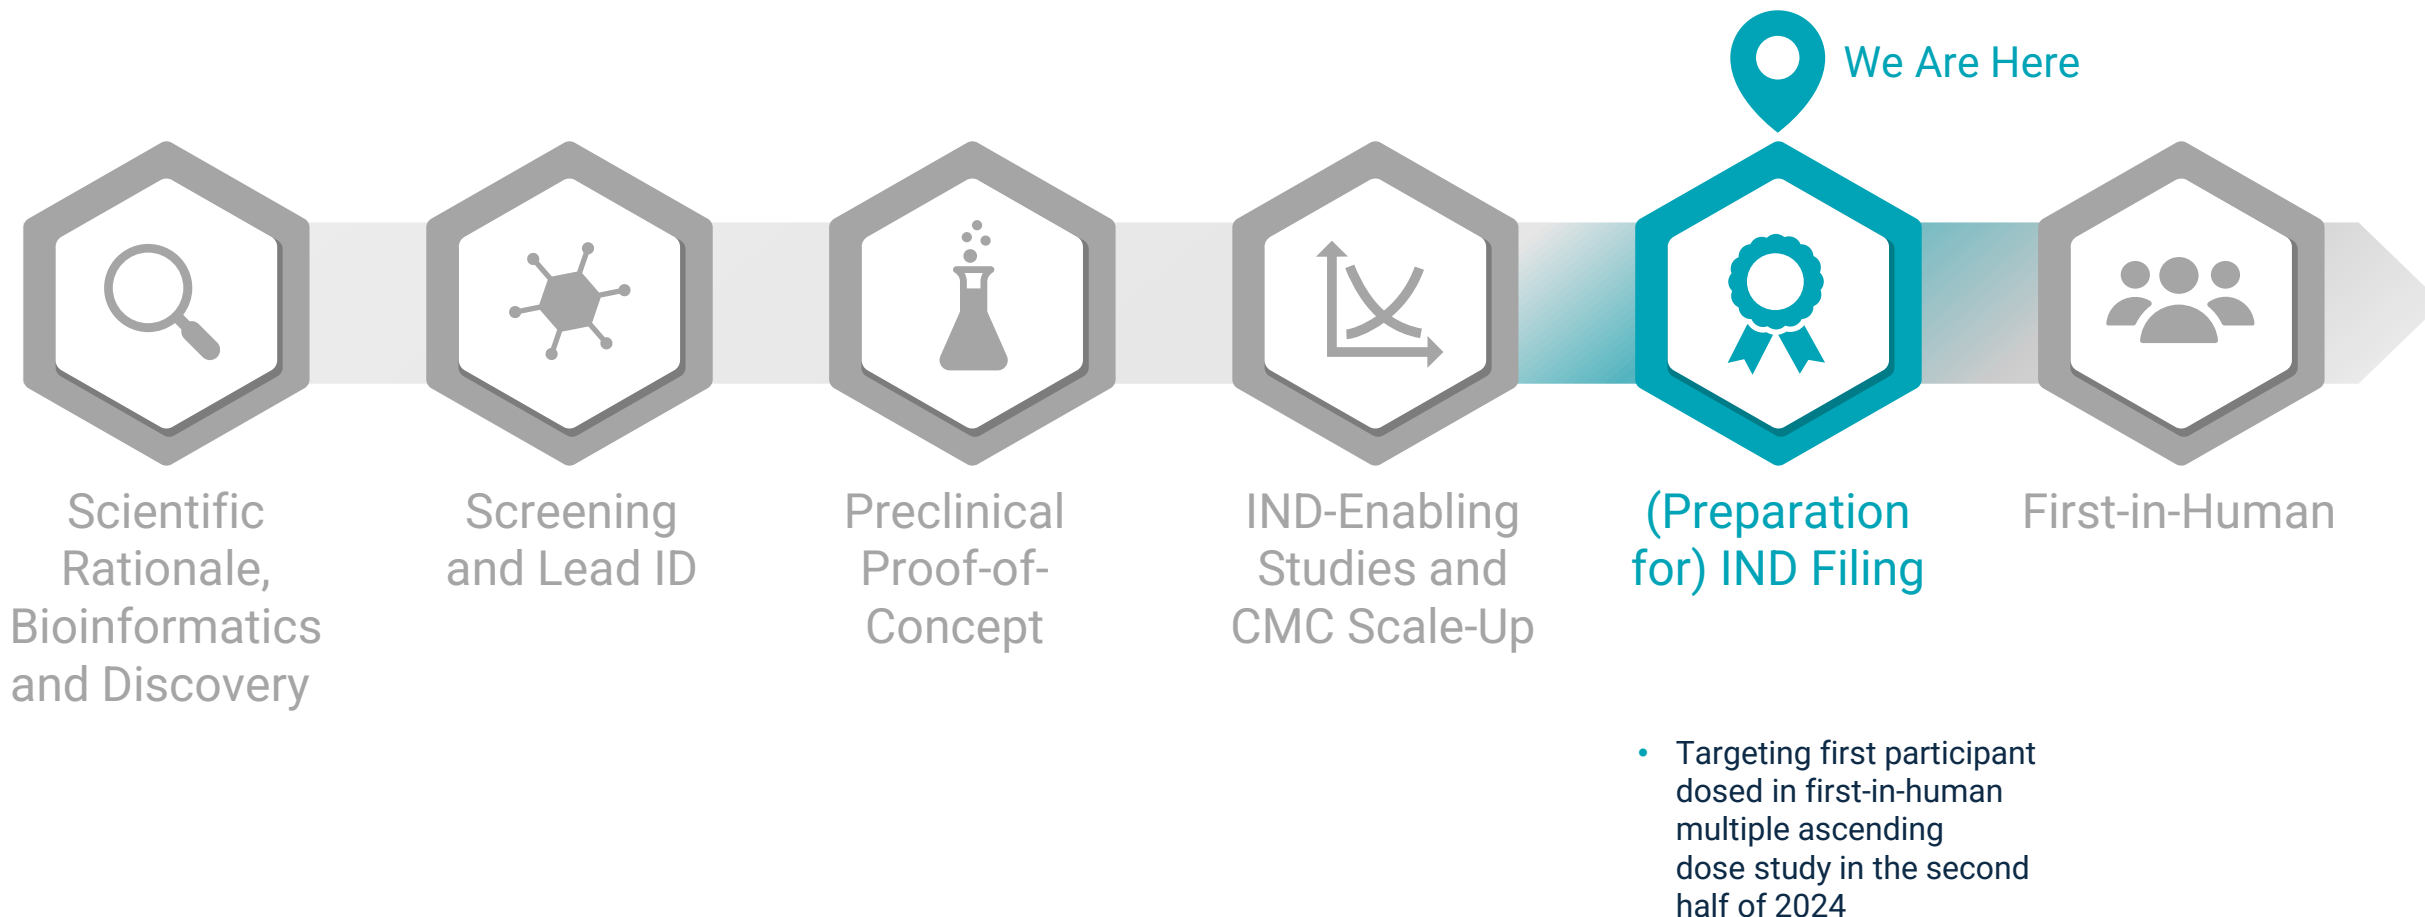 We Are Here
Scientific
Rationale,
Bioinformatics
and Discovery
Screening
and Lead ID
Preclinical
Proof-of-
Concept
IND-Enabling
Studies and
CMC Scale-Up
(Preparation
for) IND Filing
First-in-Human
• Targeting first participant
dosed in first-in-human
multiple ascending
dose study in the second
half of 2024